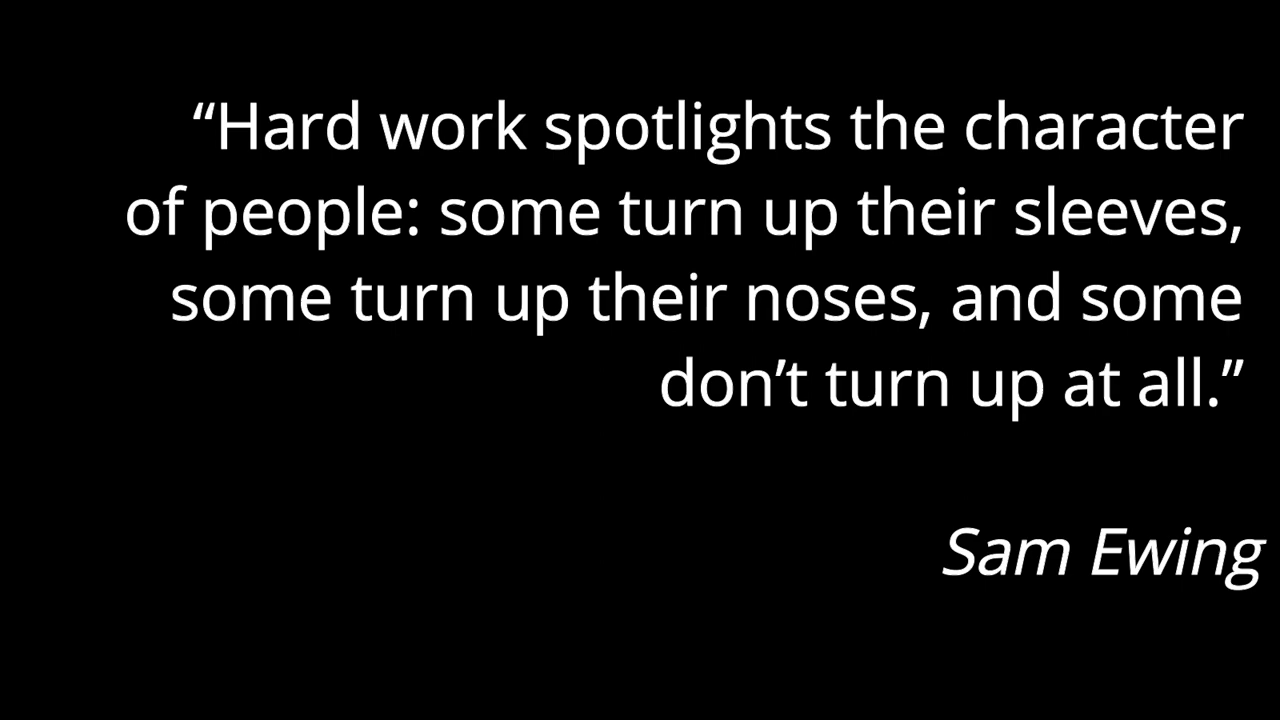 “Hard work spotlights the character
of people: some turn up their sleeves,
some turn up their noses, and some
don’t turn up at all.”
Sam Ewing